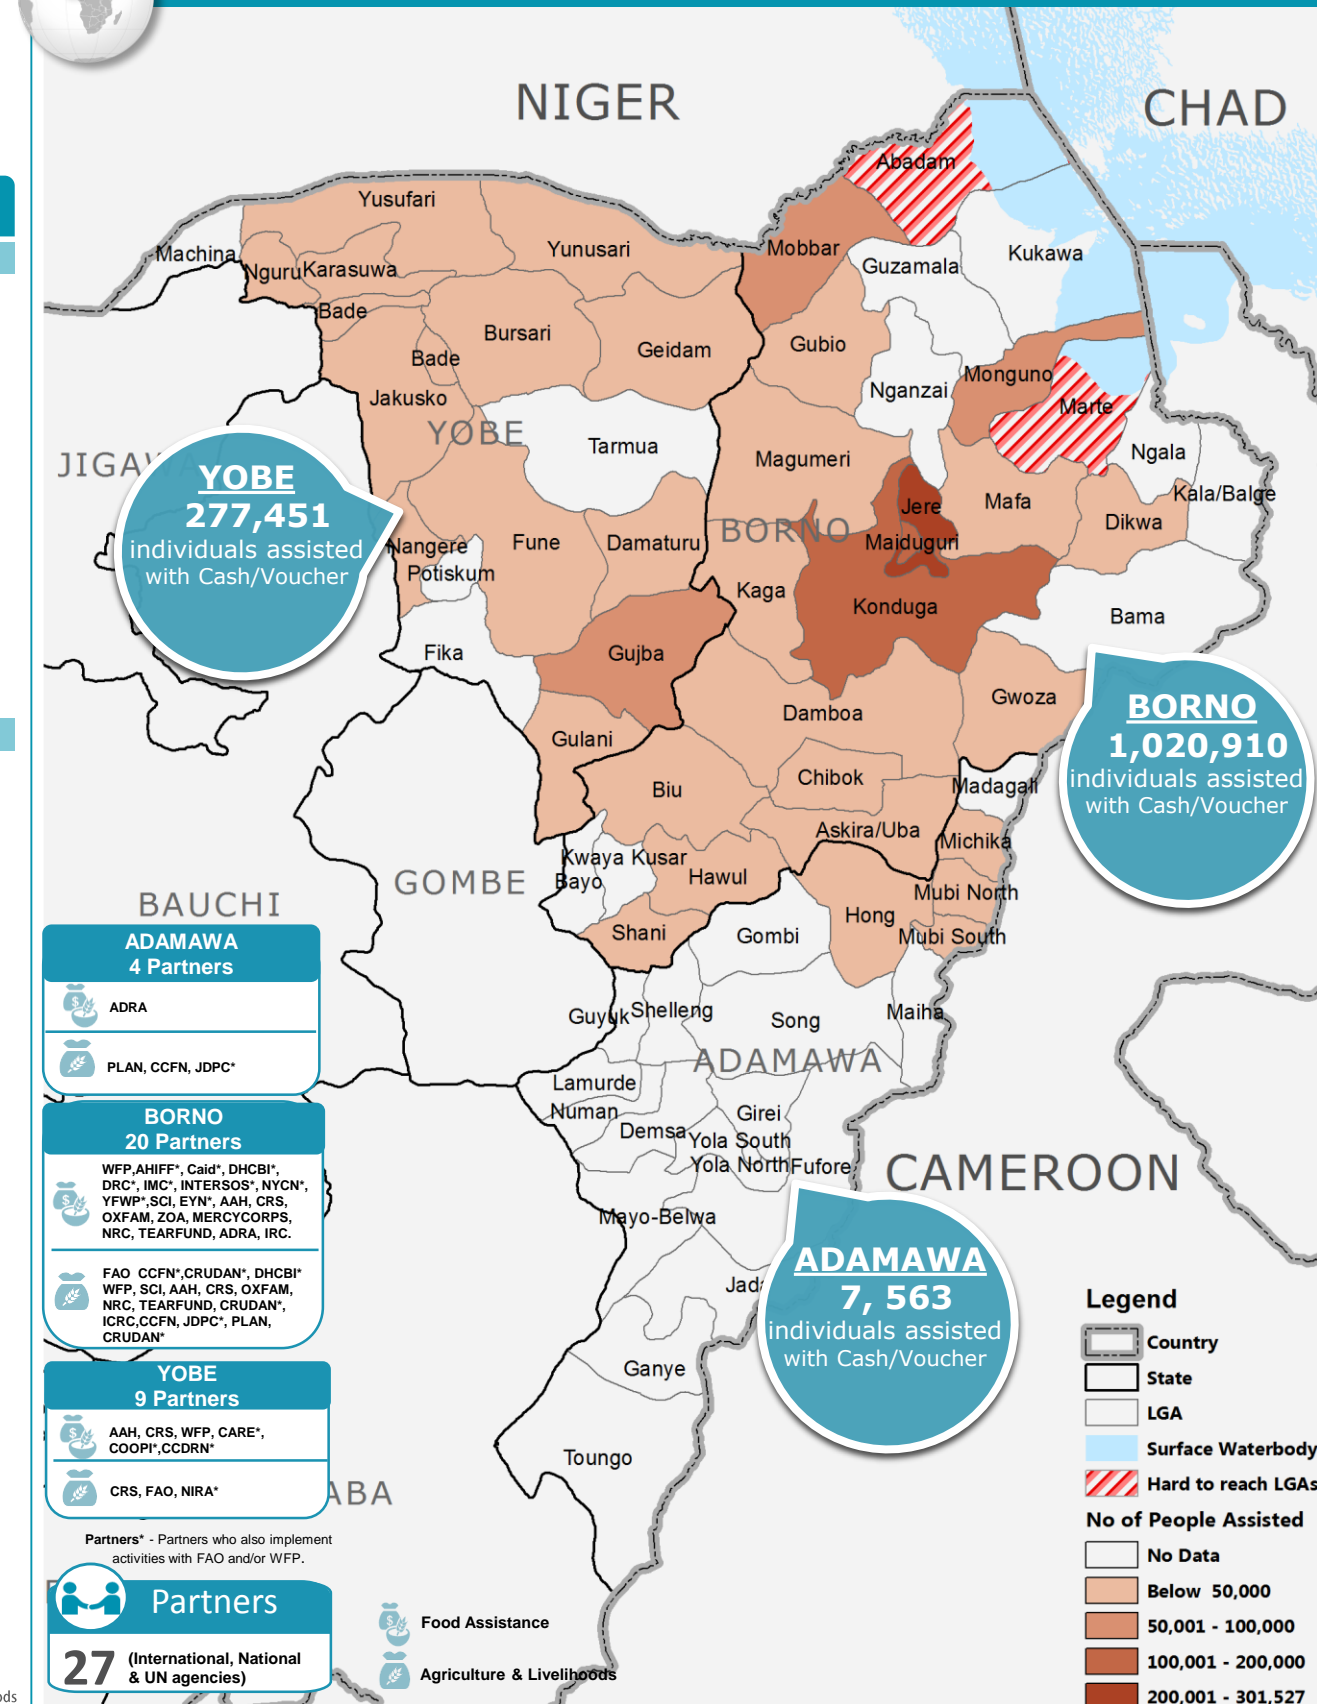 NIGER
CHAD
Abadam
Yusufari
Machina
Yunusari
Mobbar
Kukawa
Guzamala
Nguru
Karasuwa
Bade
Bursari
Gubio
Geidam
Bade
Monguno
Nganzai
Jakusko
Marte
YOBE
Tarmua
Ngala
Magumeri
JIGAWA
YOBE
277,451
individuals assisted
with Cash/Voucher
Kala/Balge
Mafa
Jere
Dikwa
BORNO
Nangere
Fune
Damaturu
Maiduguri
Potiskum
Kaga
Konduga
Bama
Fika
Gujba
Gwoza
Damboa
BORNO
1,020,910
individuals assisted
with Cash/Voucher
Gulani
Chibok
Biu
Madagali
Askira/Uba
Michika
Kwaya Kusar
Bayo
Hawul
GOMBE
Mubi North
BAUCHI
Hong
Shani
Gombi
Mubi South
ADAMAWA
4 Partners
ADRA
PLAN, CCFN, JDPC*
Guyuk
Shelleng
Song
Maiha
ADAMAWA
Lamurde
Numan
Girei
Demsa
Yola South
Yola North
Fufore
CAMEROON
BORNO
20 Partners
WFP,AHIFF*, Caid*, DHCBI*,
DRC*, IMC*, INTERSOS*, NYCN*,
YFWP*,SCI, EYN*, AAH, CRS,
OXFAM, ZOA, MERCYCORPS,
NRC, TEARFUND, ADRA, IRC.
FAO CCFN*,CRUDAN*, DHCBI*
WFP, SCI, AAH, CRS, OXFAM,
NRC, TEARFUND, CRUDAN*,
ICRC,CCFN, JDPC*, PLAN,
CRUDAN*
Mayo-Belwa
Jada
ADAMAWA
7, 563
individuals assisted
with Cash/Voucher
Ganye
Toungo
YOBE
9 Partners
AAH, CRS, WFP, CARE*,
COOPI*,CCDRN*
CRS, FAO, NIRA*
ABA
Partners* - Partners who also implement
activities with FAO and/or WFP.
Partners
27 (International, National
& UN agencies)
Food Assistance
Agriculture & Livelihoods
Legend
Country
State
LGA
Surface Waterbody
Hard to reach LGAs
No of People Assisted
No Data
Below 50,000
50,001 - 100,000
100,001 - 200,000
200,001 - 301,527
ods